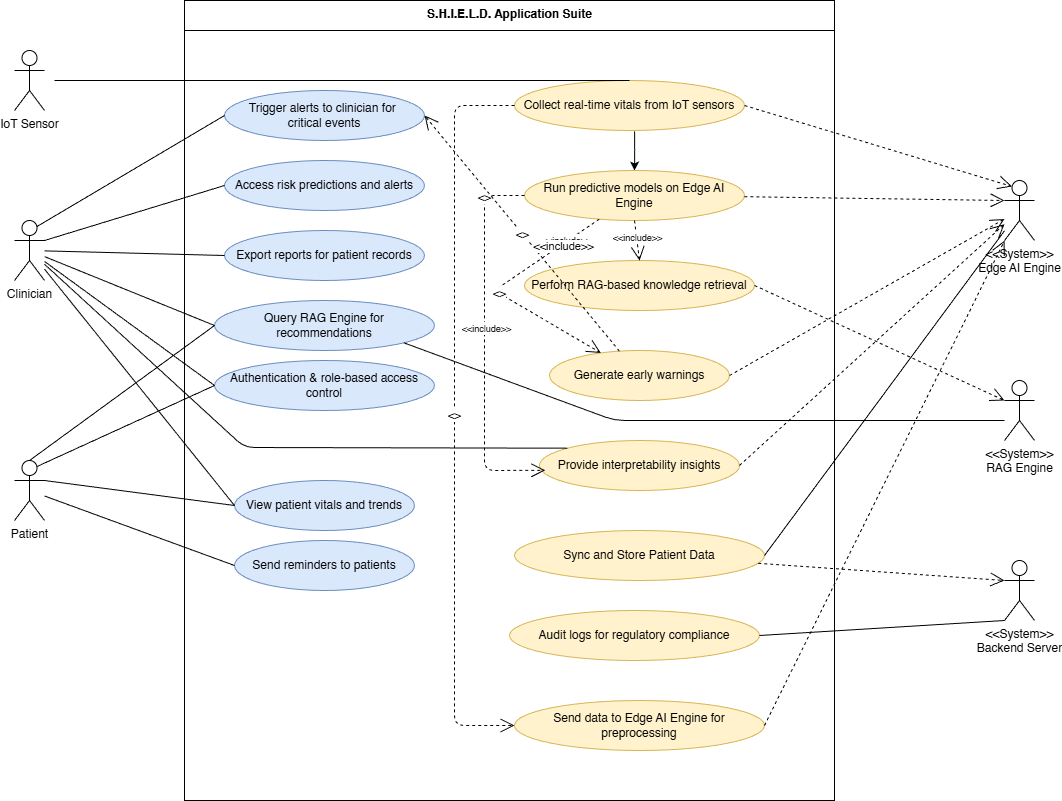 S.H.I.E.L.D. Application Suite
IoT Sensor
Trigger alerts to clinician for
critical events
Collect real-time vitals from IoT sensors
Access risk predictions and alerts
Run predictive models on Edge AI
Engine
Clinician
Export reports for patient records
<<include>>
<<include>>
<<System>>
Edge AI Engine
Perform RAG-based knowledge retrieval
Query RAG Engine for
recommendations
<<include>>
Authentication & role-based access
control
Generate early warnings
<<System>>
RAG Engine
Provide interpretability insights
Patient
View patient vitals and trends
Sync and Store Patient Data
Send reminders to patients
Audit logs for regulatory compliance
<<System>>
Backend Server
Send data to Edge AI Engine for
preprocessing